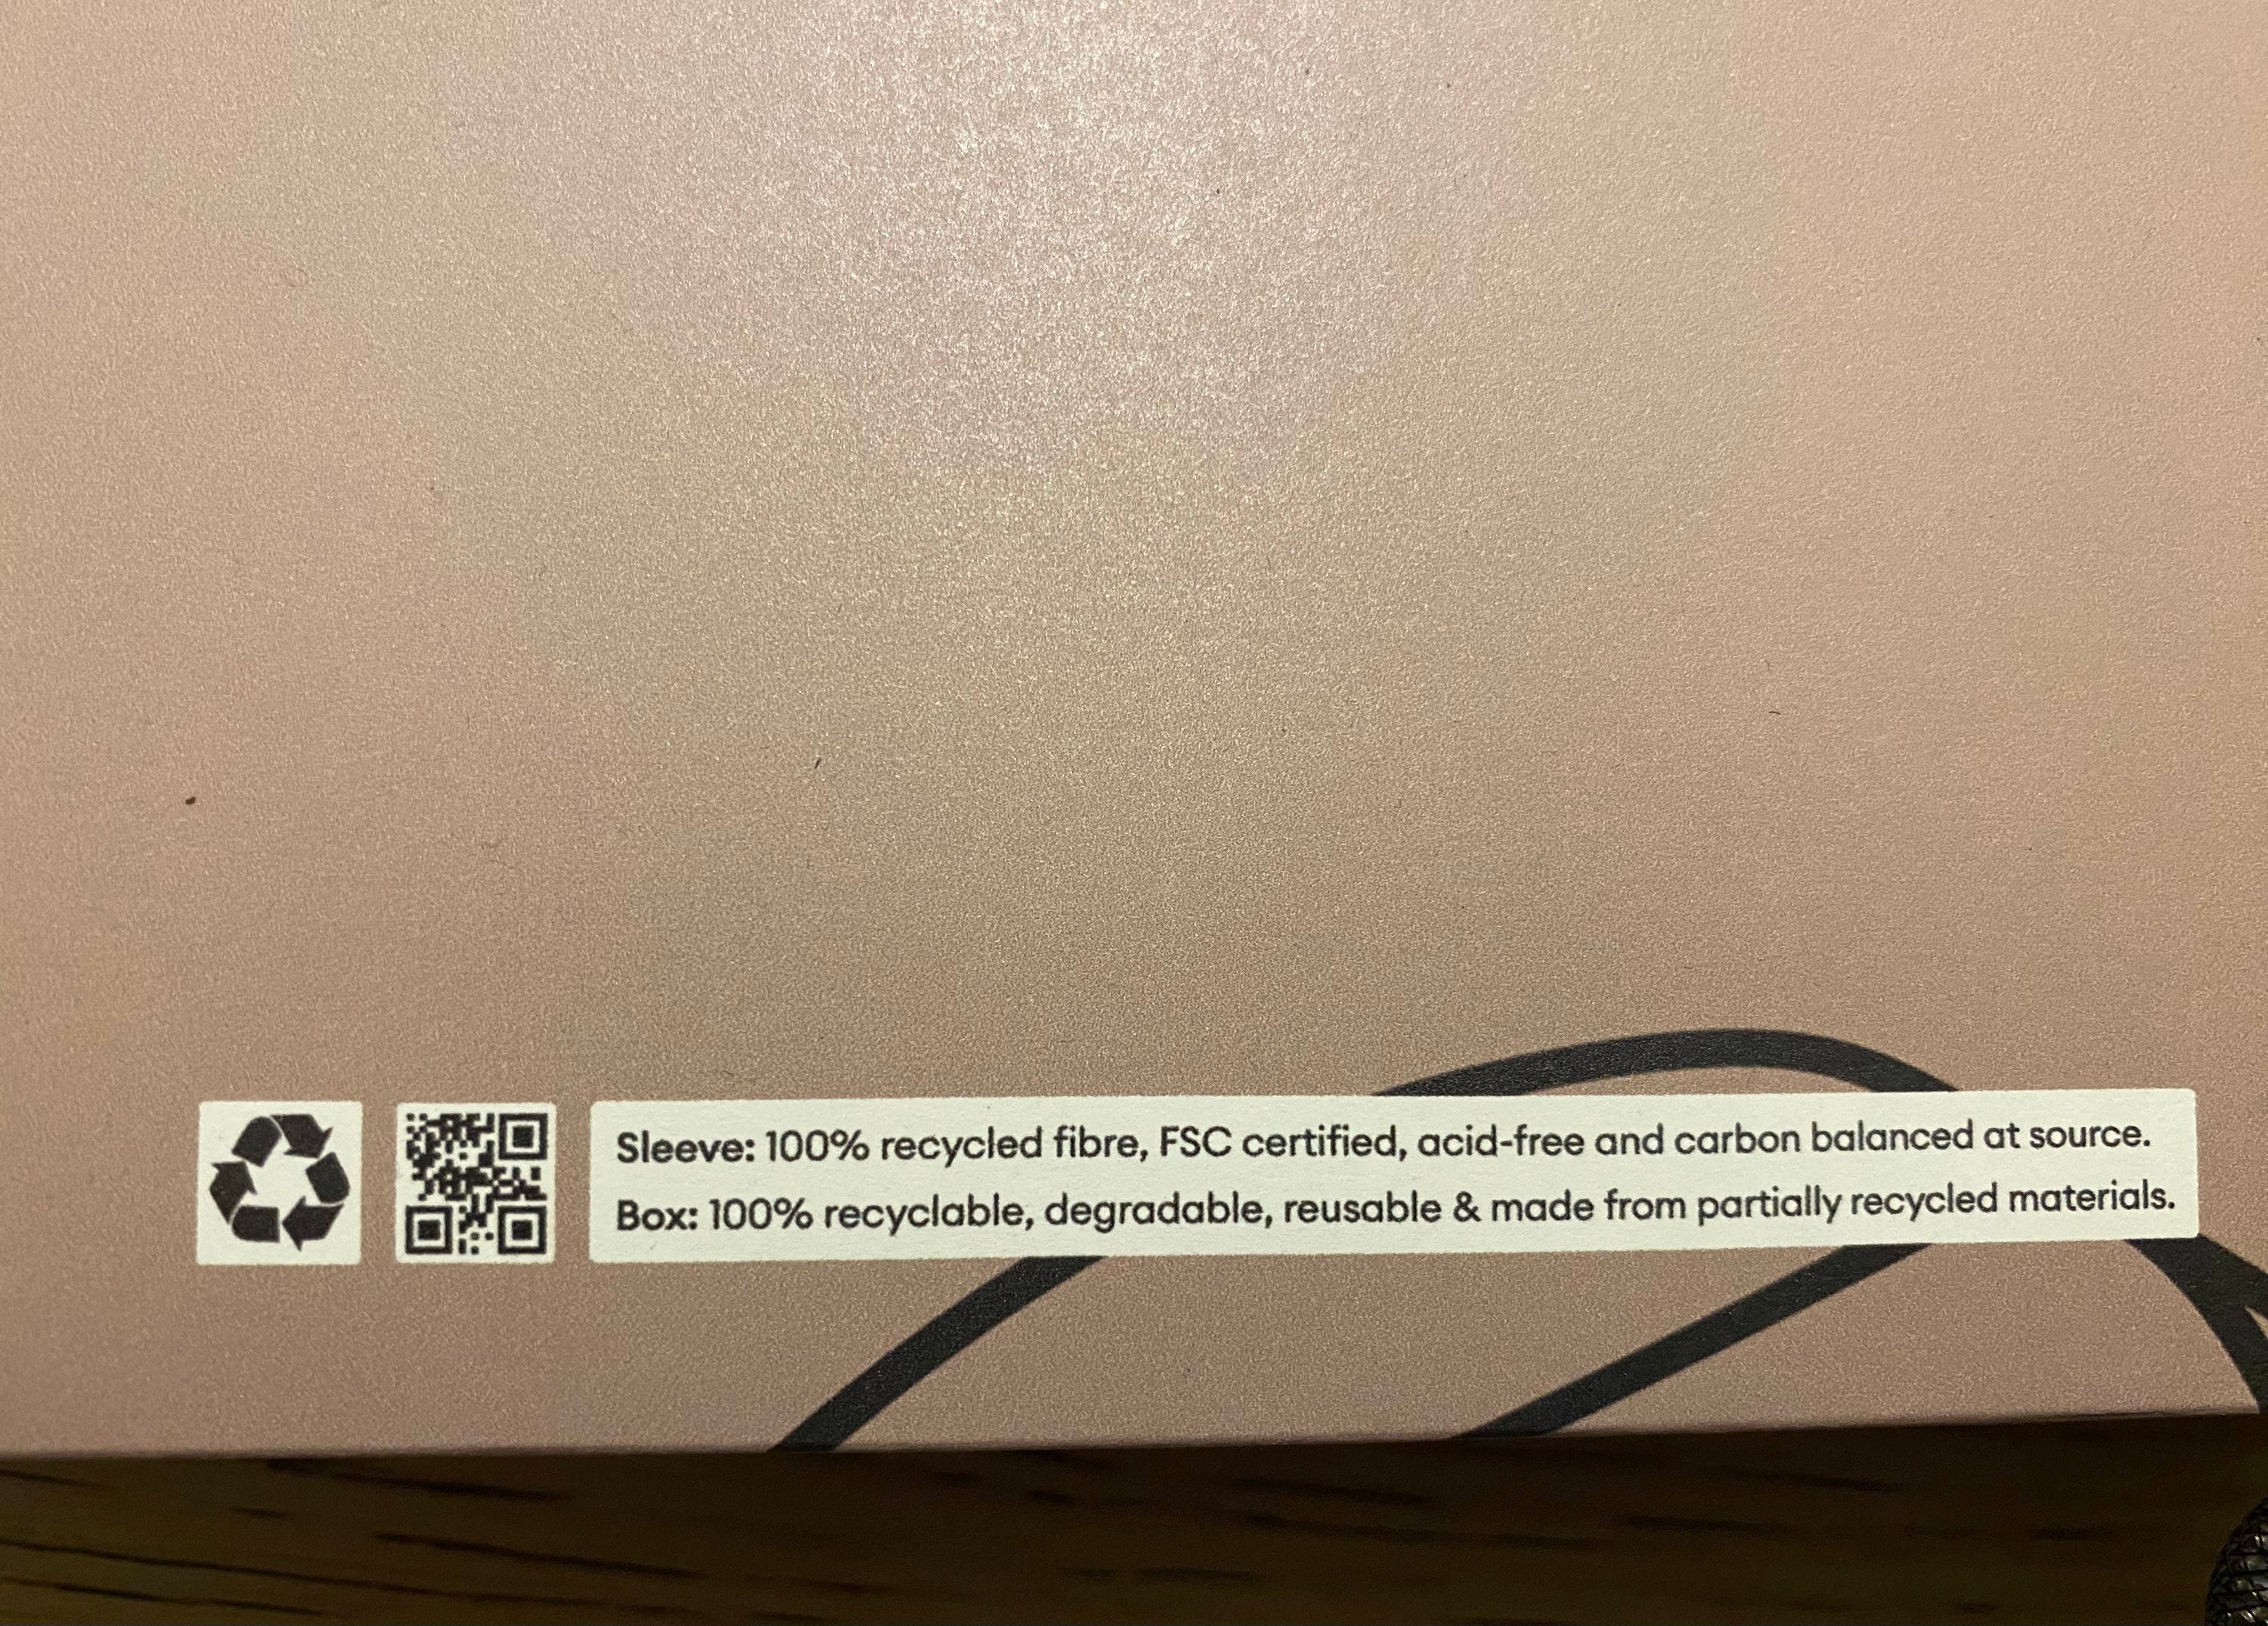 Sleeve: 100% recycled fibre, FSC certified, acid-free and carbon balanced at source.
Box: 100% recyclable, degradable, reusable & made from partially recycled materials.